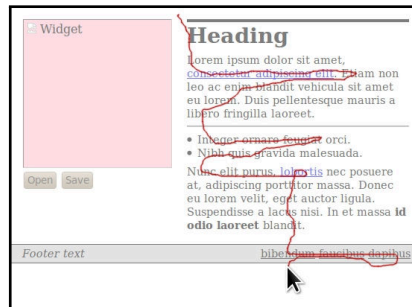 Widget
Open Save
Heading
Lorem ipsum dolor sit amet,
consectetur adipiscing elit. Etiam non
leo ac enim blandit vehicula sit amet
eu lorem. Duis pellentesque mauris a
libero fringilla laoreet.
Integer ornare feugiat orci.
Nibh quis gravida malesuada.
Nunc elit purus, lobortis nec posuere
at, adipiscing porttitor massa. Donec
eu lorem velit, eget auctor ligula.
Suspendisse a lacus nisi. In et massa id
odio laoreet blandit.
Footer text bibendum faucibus dapibus